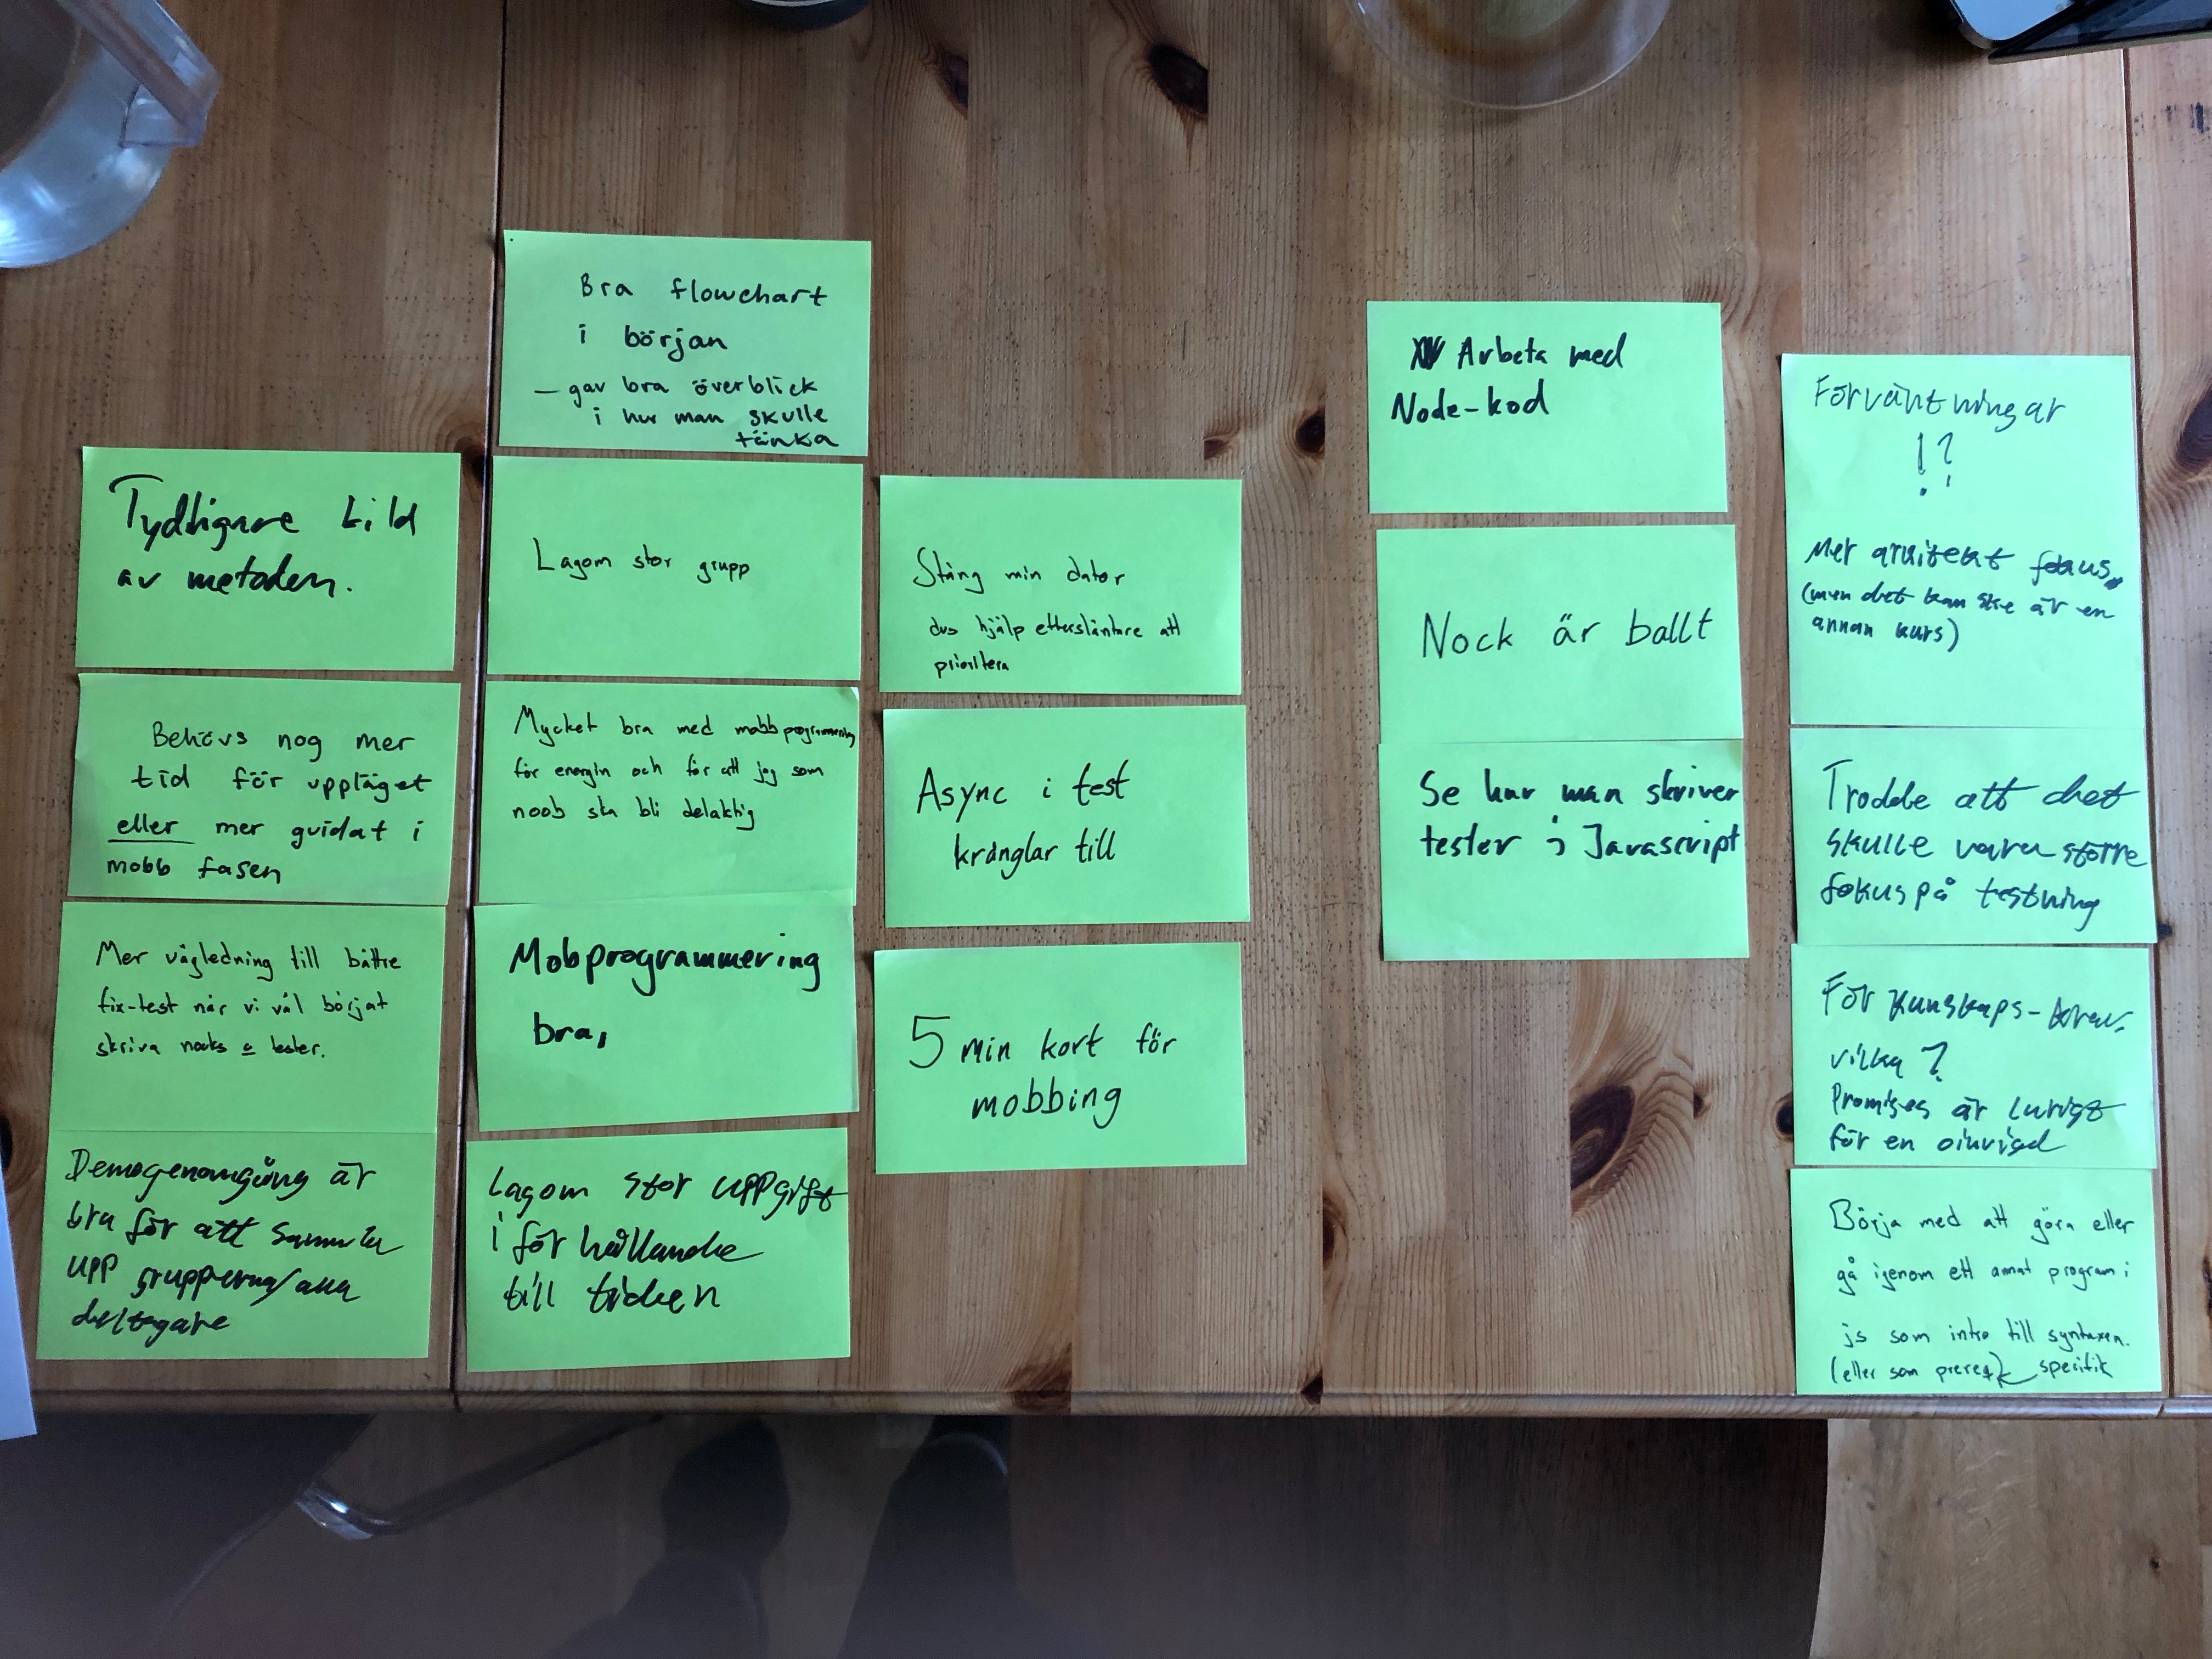 Tydligare bild
av metoden.
Behövs nog mer
tid för uppläget
eller mer guidat i
mobb fasen
Mer vägledning till bättre
fix-test när vi väl börjat
skriva nocks & tester.
Demogenomgång är
bra för att samla
upp grupperna/alla
deltagare
Bra flowchart
i början
— gav bra överblick
i hur man skulle
tänka
Lagom stor grupp
Mycket bra med mobbprogrammering
för energin och för att jag som
noob ska bli delaktig
Mobprogrammering
bra,
Lagom stor uppgift
i förhållande
till tiden
Stäng min dator
dvs hjälp eftersläntare att
prioritera
Async i test
krånglar till
5 min kort för
mobbing
Arbeta med
Node-kod
Nock är ballt
Se hur man skriver
tester i Javascript
Förväntningar
!?
Mer arkitekt fokus
(men det kanske är en
annan kurs)
Trodde att det
skulle vara större
fokus på testning
För kunskaps-krav,
vilka?
Promises är lurigt
för en oinvigd
Börja med att göra eller
gå igenom ett annat program i
js som intro till syntaxen.
(eller som prereq) specifik